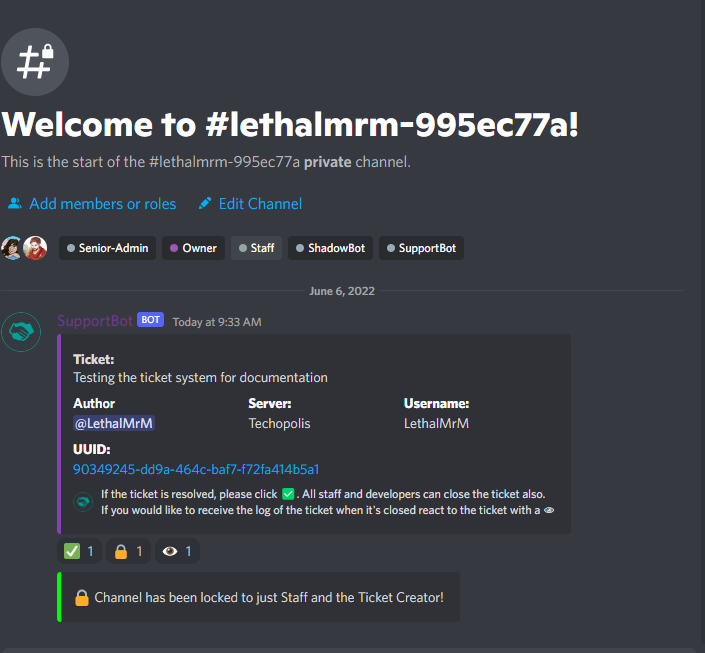 Welcome to #lethalmrm-995ec77a!
This is the start of the #lethalmrm-995ec77a private channel.
Add members or roles Edit Channel
Senior-Admin Owner Staff ShadowBot SupportBot
June 6, 2022
SupportBot BOT Today at 9:33 AM
Ticket:
Testing the ticket system for documentation
Author Server: Username:
@LethalMrM Techopolis LethalMrM
UUID:
90349245-dd9a-464c-baf7-f72fa414b5a1
If the ticket is resolved, please click ✅. All staff and developers can close the ticket also.
If you would like to receive the log of the ticket when it's closed react to the ticket with a 👁
✅ 1 🔒 1 👁 1
🔒 Channel has been locked to just Staff and the Ticket Creator!